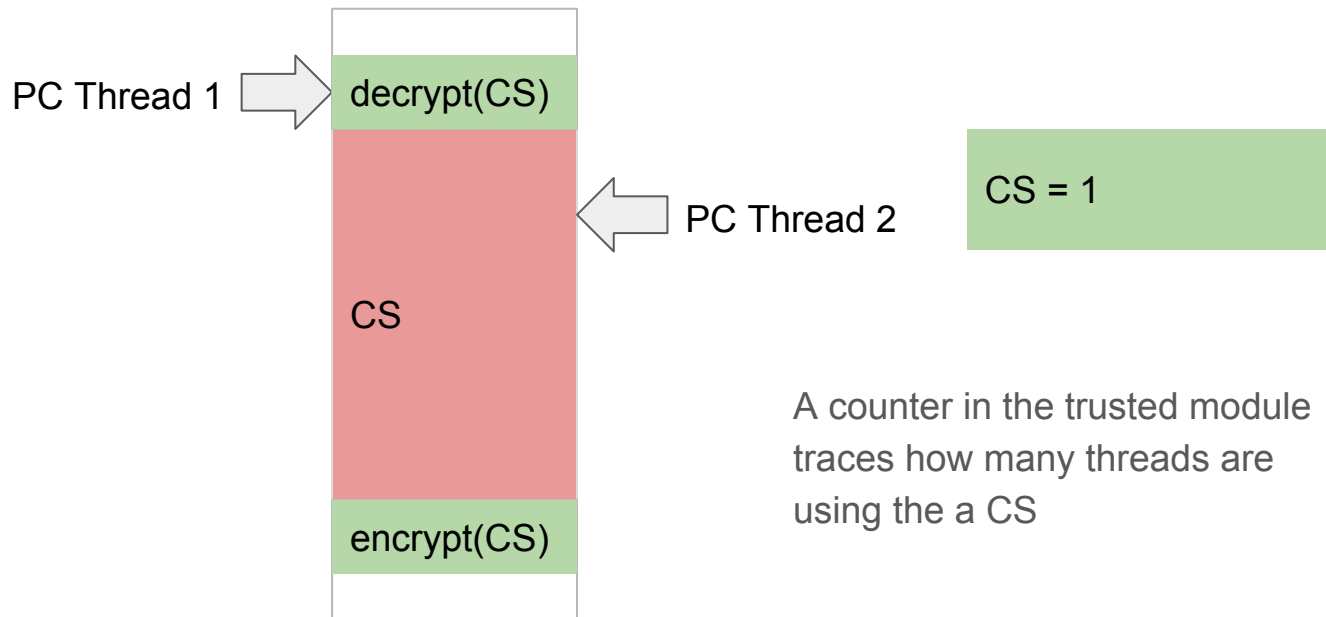 PC Thread 1
decrypt(CS)
CS = 1
PC Thread 2
CS
A counter in the trusted module
traces how many threads are
using the a CS
encrypt(CS)